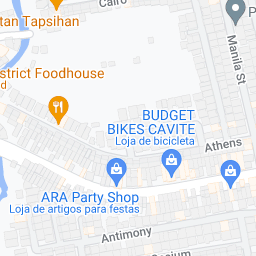 Cairo
tan Tapsihan
Manila St
P
strict Foodhouse
d
BUDGET
BIKES CAVITE
Loja de bicicleta
Athens
ARA Party Shop
Loja de artigos para festas
Antimony